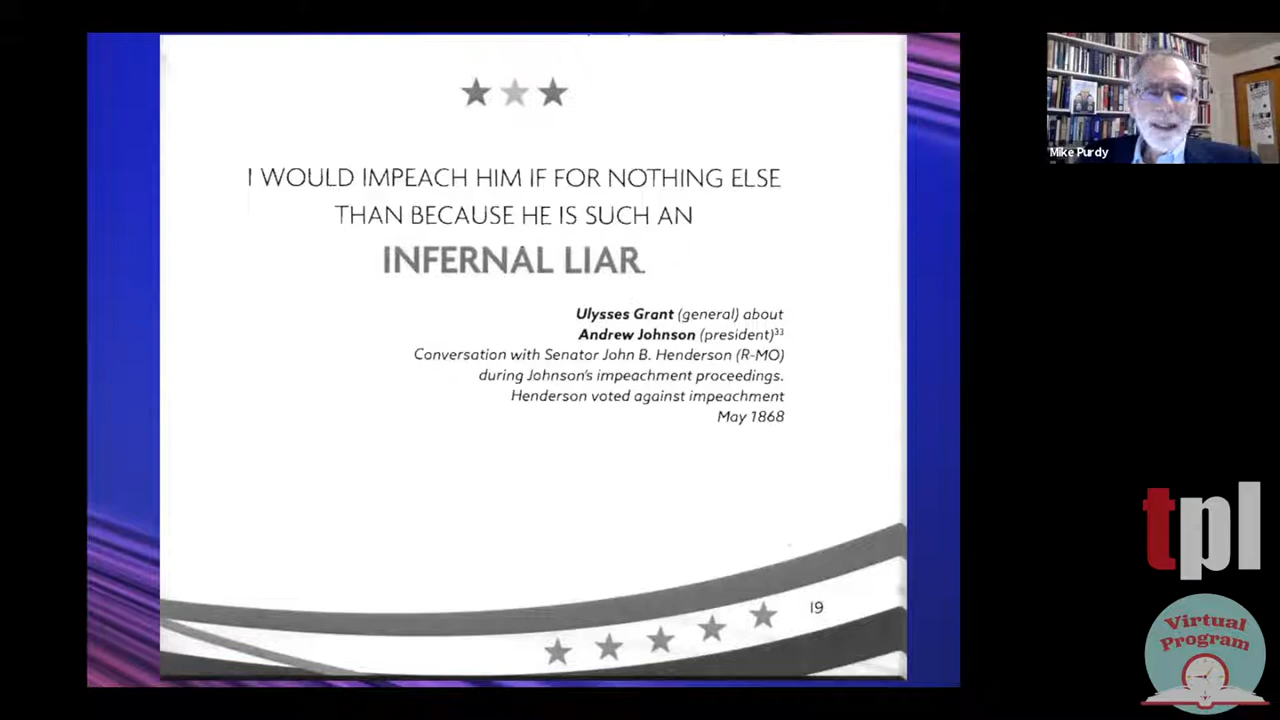 I WOULD IMPEACH HIM IF FOR NOTHING ELSE
THAN BECAUSE HE IS SUCH AN
INFERNAL LIAR.
Ulysses Grant (general) about
Andrew Johnson (president)³³
Conversation with Senator John B. Henderson (R-MO)
during Johnson's impeachment proceedings.
Henderson voted against impeachment
May 1868
19
Mike Purdy
tpl
Virtual
Program